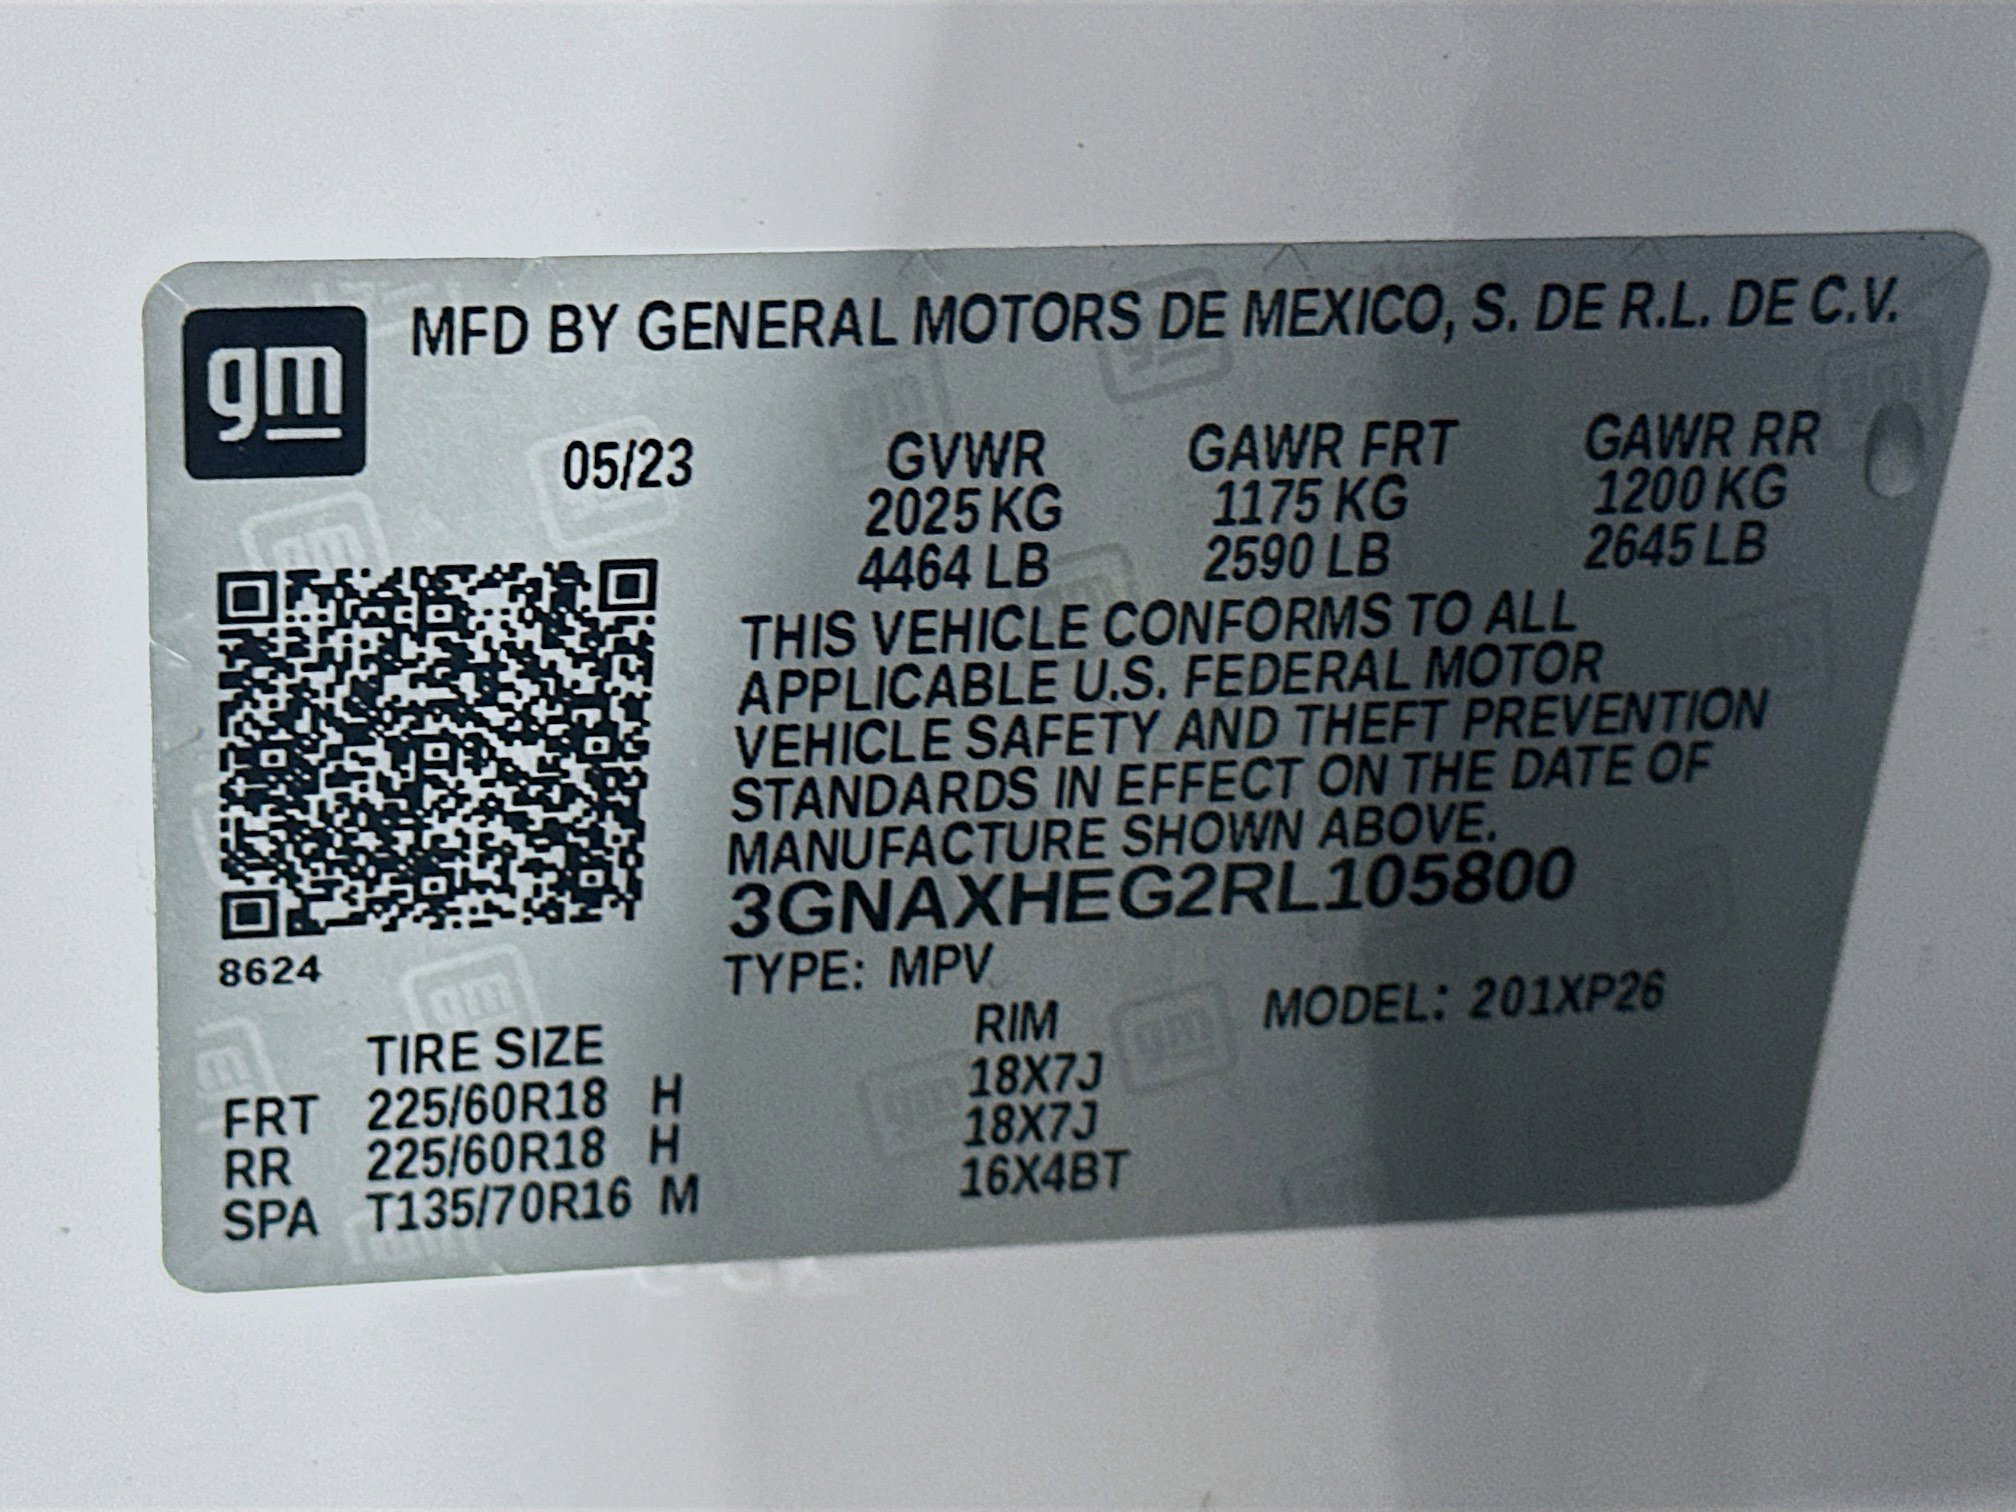 gm
MFD BY GENERAL MOTORS DE MEXICO, S. DE R.L. DE C.V.
05/23 GVWR GAWR FRT GAWR RR
2025 KG 1175 KG 1200 KG
4464 LB 2590 LB 2645 LB
THIS VEHICLE CONFORMS TO ALL
APPLICABLE U.S. FEDERAL MOTOR
VEHICLE SAFETY AND THEFT PREVENTION
STANDARDS IN EFFECT ON THE DATE OF
MANUFACTURE SHOWN ABOVE.
3GNAXHEG2RL105800
8624
TYPE: MPV MODEL: 201XP26
TIRE SIZE RIM
FRT 225/60R18 H 18X7J
RR 225/60R18 H 18X7J
SPA T135/70R16 M 16X4BT